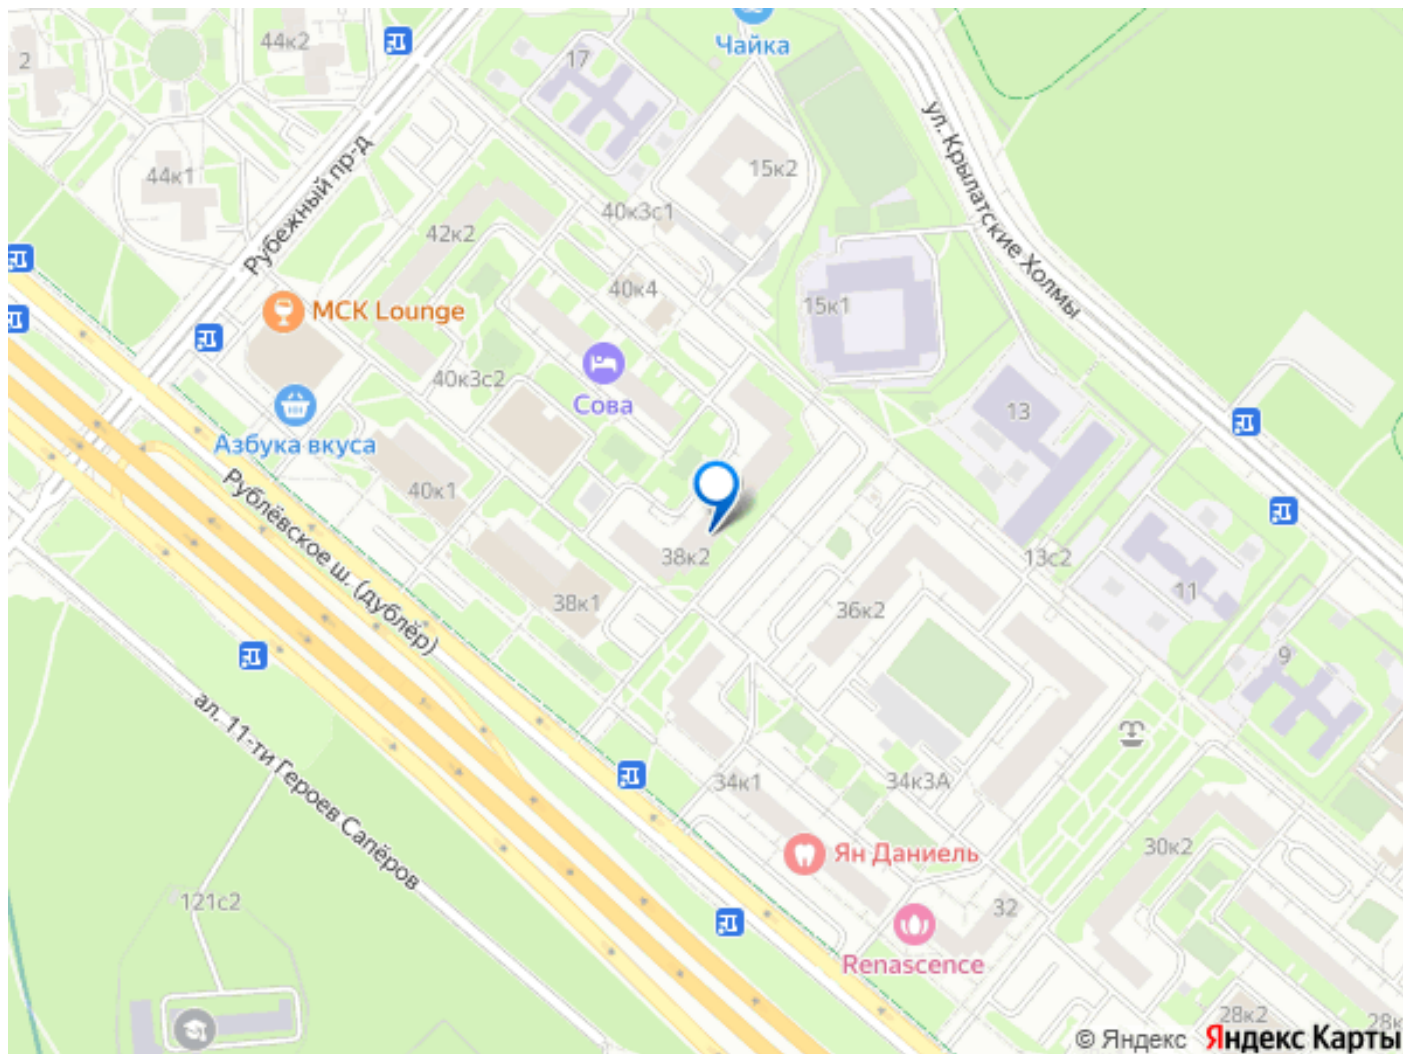 44к2
2
17
Чайка
ул. Крылатские Холмы
Рубежный пр-д
44к1
15к2
40к3с1
42к2
40к4
MCK Lounge
15к1
40к3с2
Сова
13
Азбука вкуса
40к1
Рублёвское ш. (дублёр)
38к2
13с2
38к1
36к2
11
9
ал. 11-ти Героев Сапёров
34к1
34к3А
Ян Даниель
30к2
121с2
32
Renascence
28к2
28к
© Яндекс Яндекс Карты